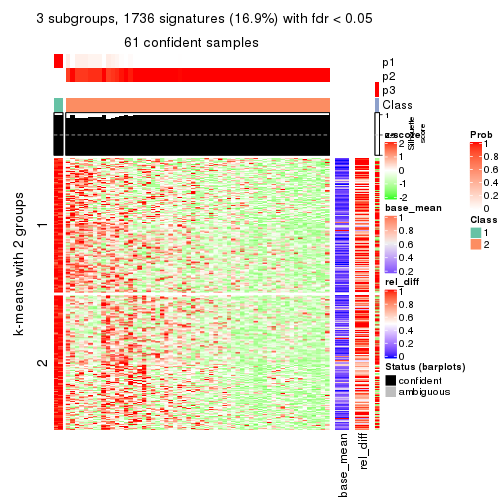 3 subgroups, 1736 signatures (16.9%) with fdr < 0.05
61 confident samples
p1
p2
p3
Class
1
Silhouette
score
k-means with 2 groups
1
2
base_mean
rel_diff
z-score
2
1
0
-1
-2
base_mean
1
0.8
0.6
0.4
0.2
rel_diff
1
0.8
0.6
0.4
0.2
0
Status (barplots)
confident
ambiguous
Prob
1
0.8
0.6
0.4
0.2
0
Class
1
2